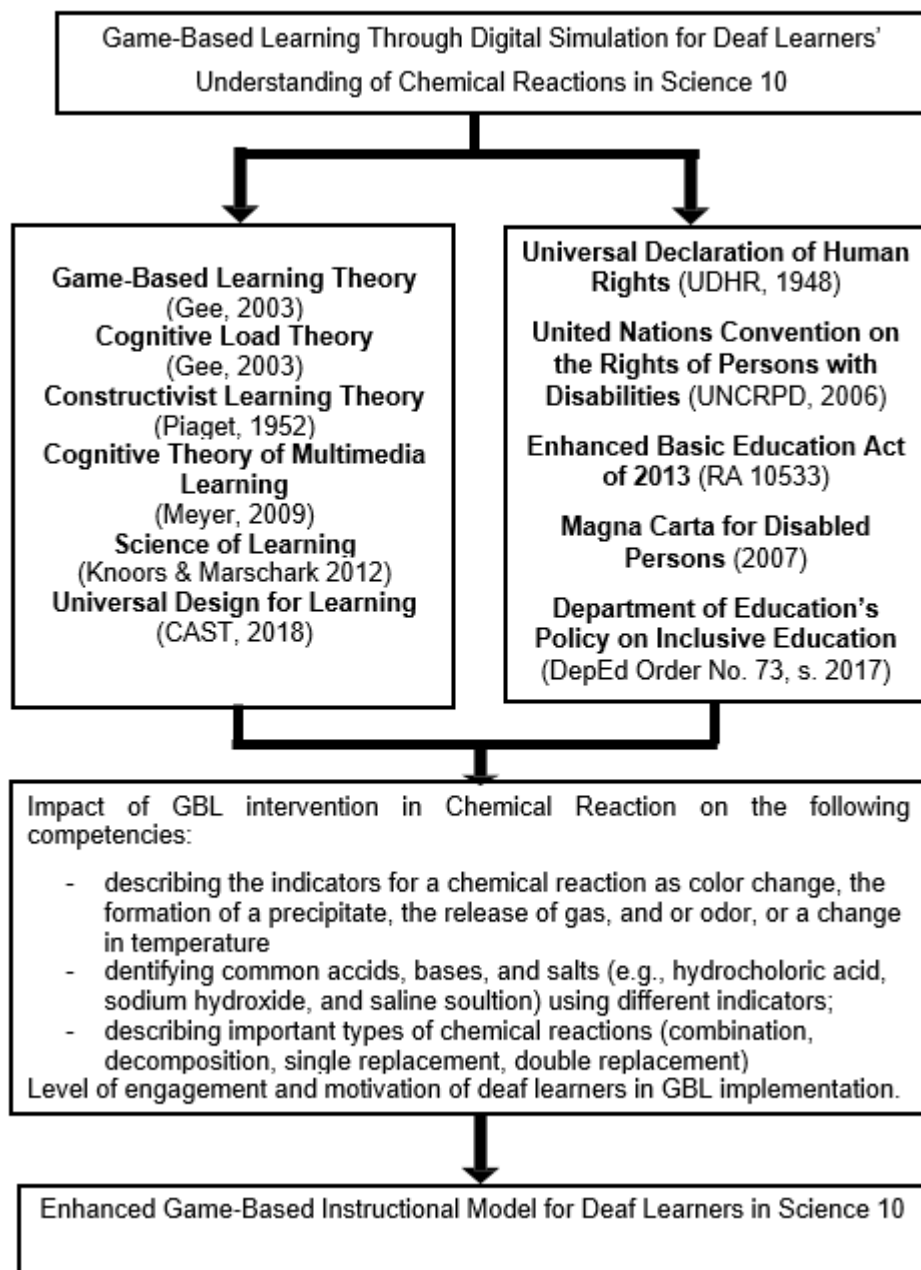 Game-Based Learning Through Digital Simulation for Deaf Learners'
Understanding of Chemical Reactions in Science 10
Game-Based Learning Theory
(Gee, 2003)
Cognitive Load Theory
(Gee, 2003)
Constructivist Learning Theory
(Piaget, 1952)
Cognitive Theory of Multimedia
Learning
(Meyer, 2009)
Science of Learning
(Knoors & Marschark 2012)
Universal Design for Learning
(CAST, 2018)
Universal Declaration of Human
Rights (UDHR, 1948)
United Nations Convention on
the Rights of Persons with
Disabilities (UNCRPD, 2006)
Enhanced Basic Education Act
of 2013 (RA 10533)
Magna Carta for Disabled
Persons (2007)
Department of Education's
Policy on Inclusive Education
(DepEd Order No. 73, s. 2017)
Impact of GBL intervention in Chemical Reaction on the following
competencies:
- describing the indicators for a chemical reaction as color change, the
formation of a precipitate, the release of gas, and or odor, or a change
in temperature
- dentifying common accids, bases, and salts (e.g., hydrocholoric acid,
sodium hydroxide, and saline soultion) using different indicators;
- describing important types of chemical reactions (combination,
decomposition, single replacement, double replacement)
Level of engagement and motivation of deaf learners in GBL implementation.
Enhanced Game-Based Instructional Model for Deaf Learners in Science 10